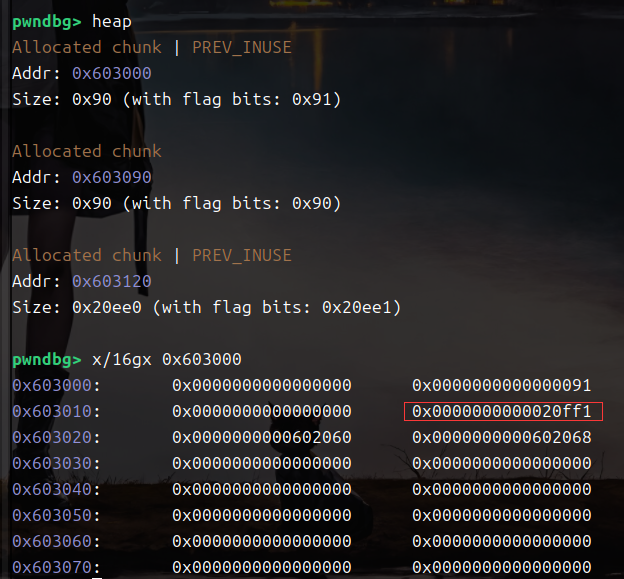 pwndbg> heap
Allocated chunk | PREV_INUSE
Addr: 0x603000
Size: 0x90 (with flag bits: 0x91)
Allocated chunk
Addr: 0x603090
Size: 0x90 (with flag bits: 0x90)
Allocated chunk | PREV_INUSE
Addr: 0x603120
Size: 0x20ee0 (with flag bits: 0x20ee1)
pwndbg> x/16gx 0x603000
0x603000: 0x0000000000000000 0x0000000000000091
0x603010: 0x0000000000000000 0x0000000000020ff1
0x603020: 0x0000000000602060 0x0000000000602068
0x603030: 0x0000000000000000 0x0000000000000000
0x603040: 0x0000000000000000 0x0000000000000000
0x603050: 0x0000000000000000 0x0000000000000000
0x603060: 0x0000000000000000 0x0000000000000000
0x603070: 0x0000000000000000 0x0000000000000000